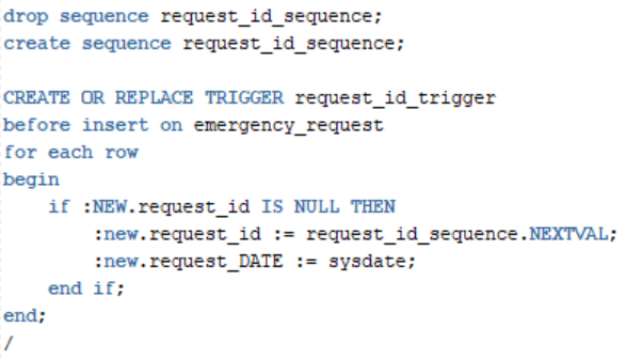 drop sequence request_id_sequence;
create sequence request_id_sequence;
CREATE OR REPLACE TRIGGER request_id_trigger
before insert on emergency_request
for each row
begin
    if :NEW.request_id IS NULL THEN
        :new.request_id := request_id_sequence.NEXTVAL;
        :new.request_DATE := sysdate;
    end if;
end;
/